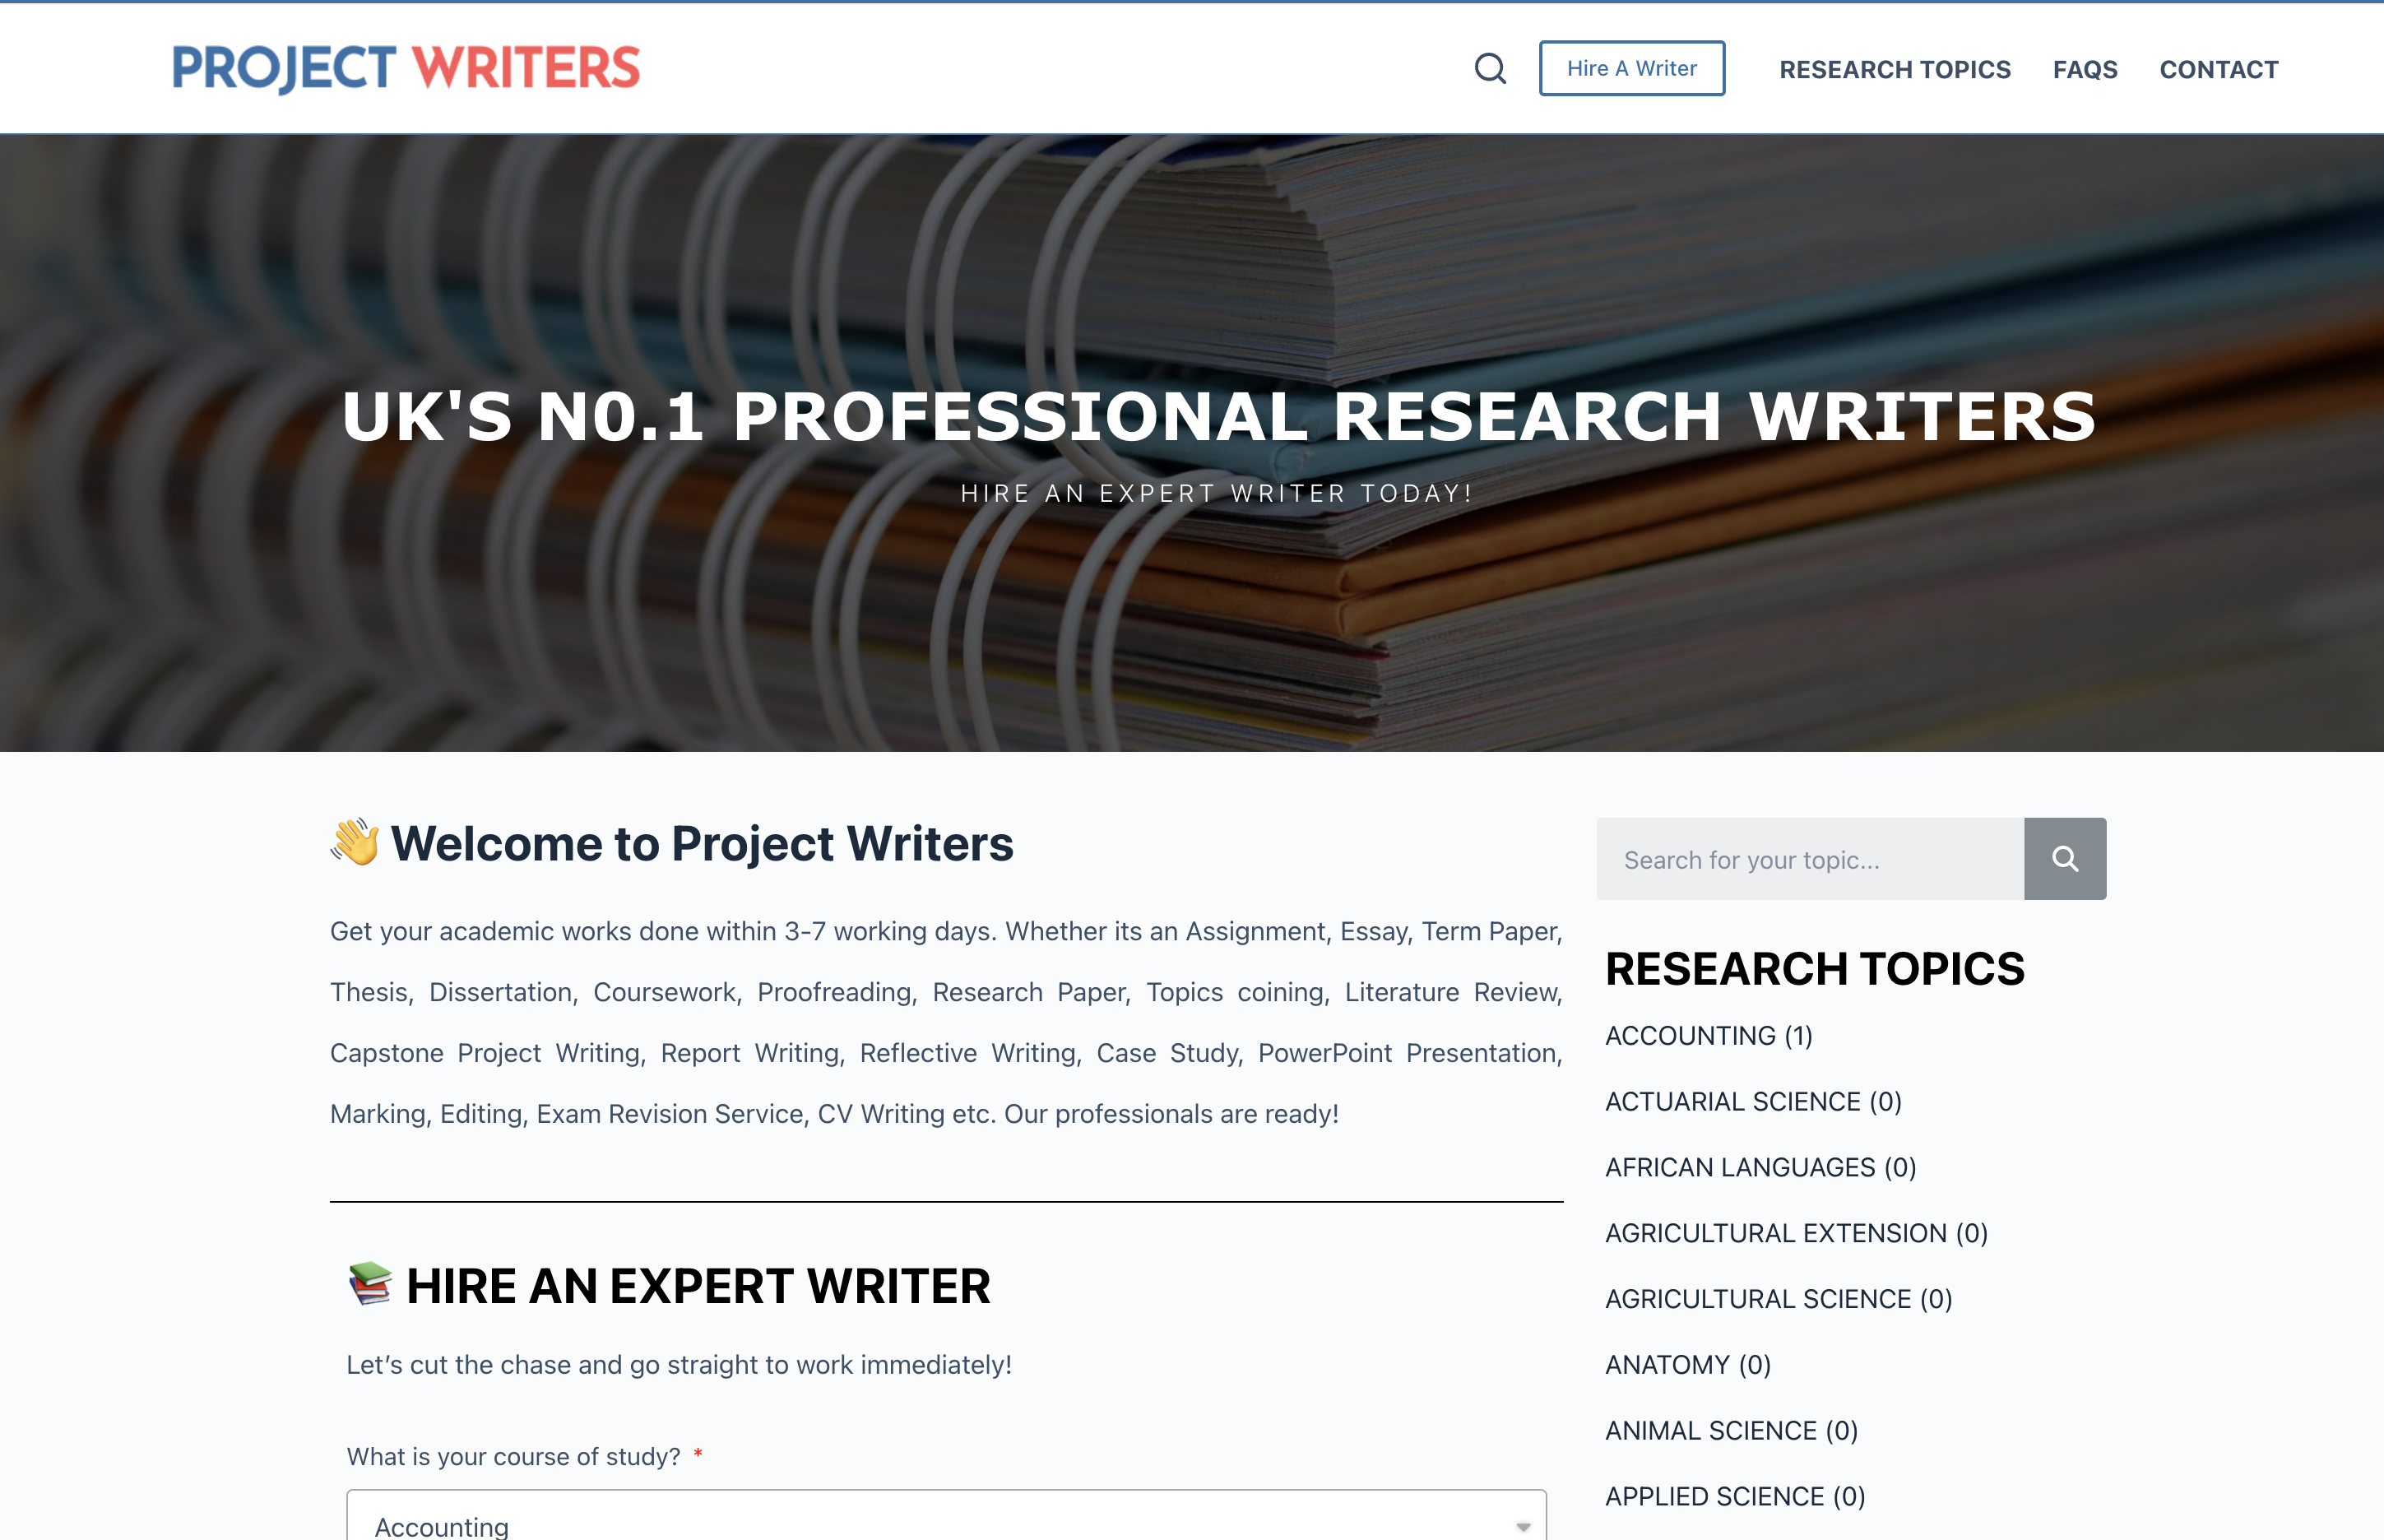 PROJECT WRITERS
Hire A Writer
RESEARCH TOPICS
FAQS
CONTACT
UK'S N0.1 PROFESSIONAL RESEARCH WRITERS
HIRE AN EXPERT WRITER TODAY!
👋 Welcome to Project Writers
Get your academic works done within 3-7 working days. Whether its an Assignment, Essay, Term Paper,
Thesis, Dissertation, Coursework, Proofreading, Research Paper, Topics coining, Literature Review,
Capstone Project Writing, Report Writing, Reflective Writing, Case Study, PowerPoint Presentation,
Marking, Editing, Exam Revision Service, CV Writing etc. Our professionals are ready!
📚 HIRE AN EXPERT WRITER
Let’s cut the chase and go straight to work immediately!
What is your course of study? *
Accounting
Search for your topic...
RESEARCH TOPICS
ACCOUNTING (1)
ACTUARIAL SCIENCE (0)
AFRICAN LANGUAGES (0)
AGRICULTURAL EXTENSION (0)
AGRICULTURAL SCIENCE (0)
ANATOMY (0)
ANIMAL SCIENCE (0)
APPLIED SCIENCE (0)